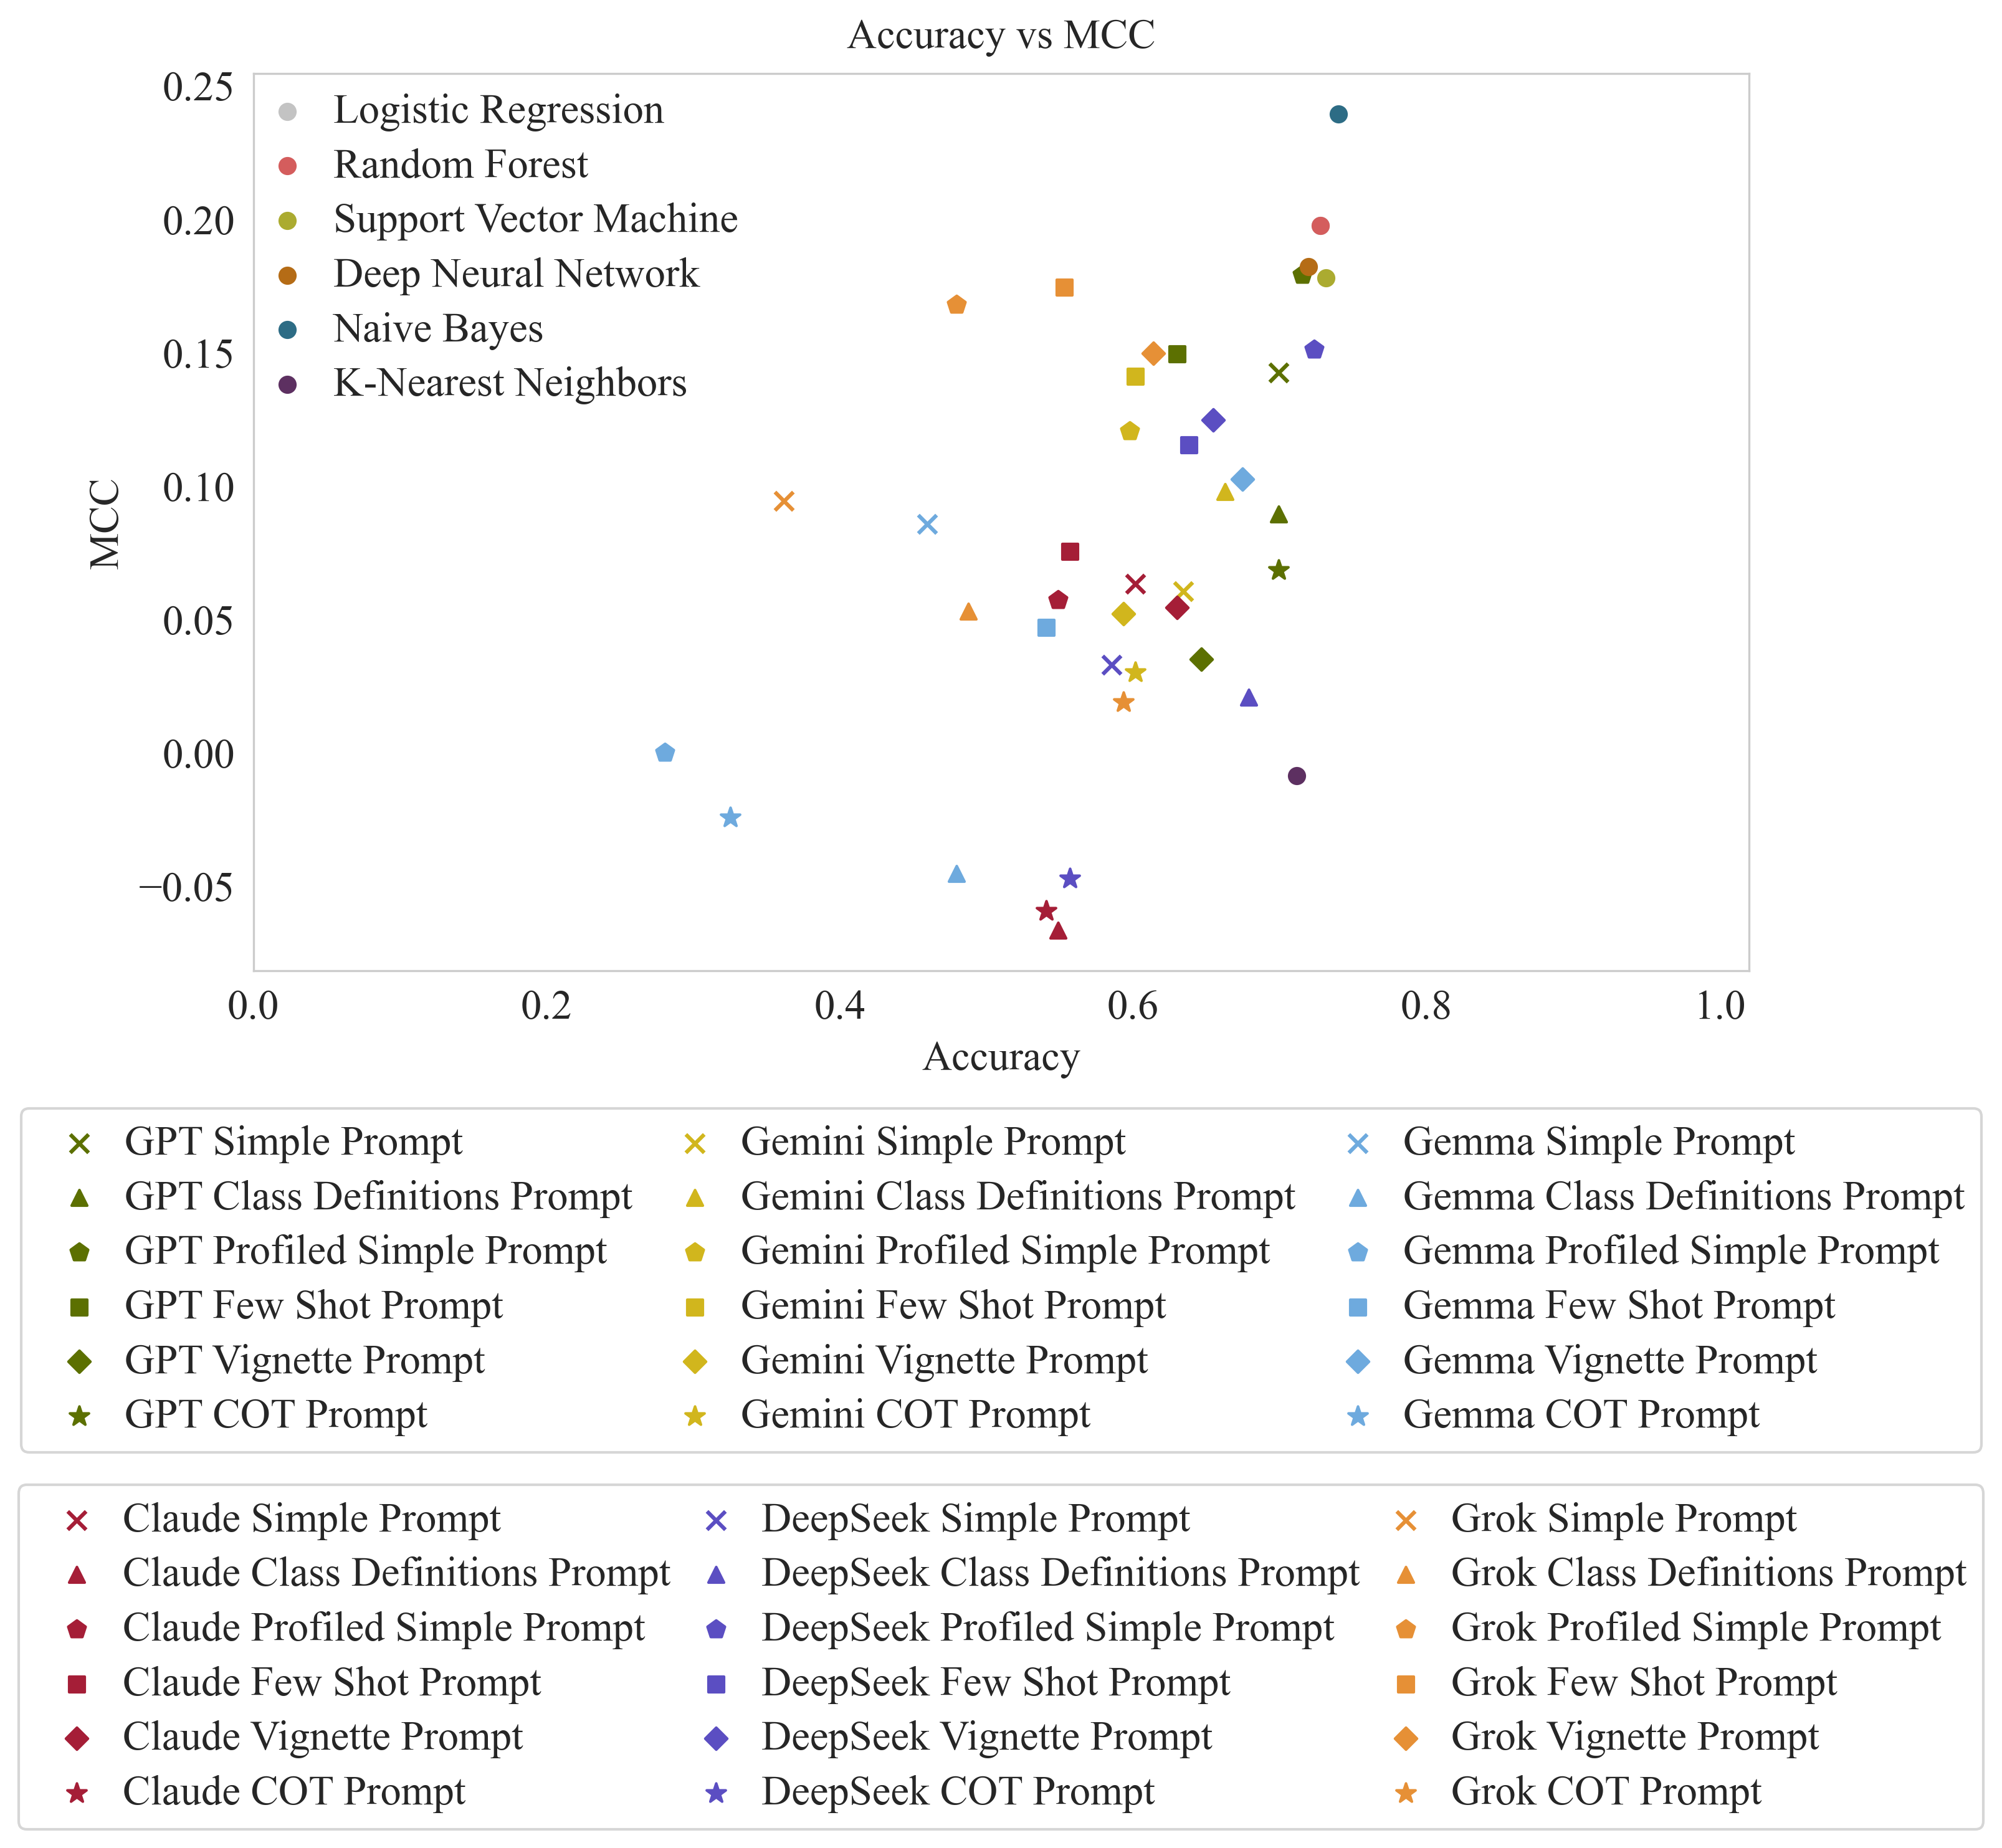 Accuracy vs MCC
0.25
0.20
0.15
0.10
0.05
0.00
−0.05
MCC
Logistic Regression
Random Forest
Support Vector Machine
Deep Neural Network
Naive Bayes
K-Nearest Neighbors
0.0 0.2 0.4 0.6 0.8 1.0
Accuracy
GPT Simple Prompt
GPT Class Definitions Prompt
GPT Profiled Simple Prompt
GPT Few Shot Prompt
GPT Vignette Prompt
GPT COT Prompt
Gemini Simple Prompt
Gemini Class Definitions Prompt
Gemini Profiled Simple Prompt
Gemini Few Shot Prompt
Gemini Vignette Prompt
Gemini COT Prompt
Gemma Simple Prompt
Gemma Class Definitions Prompt
Gemma Profiled Simple Prompt
Gemma Few Shot Prompt
Gemma Vignette Prompt
Gemma COT Prompt
Claude Simple Prompt
Claude Class Definitions Prompt
Claude Profiled Simple Prompt
Claude Few Shot Prompt
Claude Vignette Prompt
Claude COT Prompt
DeepSeek Simple Prompt
DeepSeek Class Definitions Prompt
DeepSeek Profiled Simple Prompt
DeepSeek Few Shot Prompt
DeepSeek Vignette Prompt
DeepSeek COT Prompt
Grok Simple Prompt
Grok Class Definitions Prompt
Grok Profiled Simple Prompt
Grok Few Shot Prompt
Grok Vignette Prompt
Grok COT Prompt